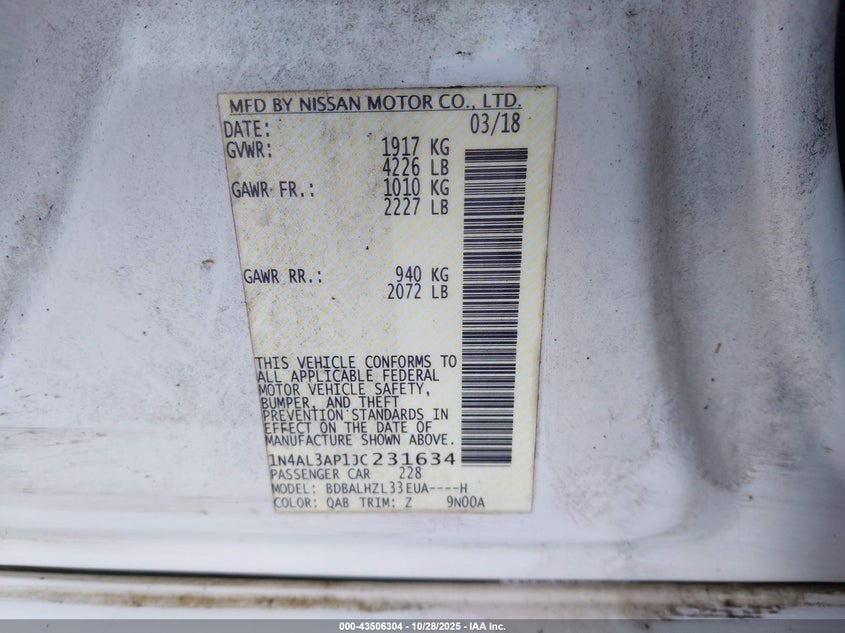 MFD BY NISSAN MOTOR CO., LTD.
DATE: 03/18
GVWR: 1917 KG
4226 LB
GAWR FR.: 1010 KG
2227 LB
GAWR RR.: 940 KG
2072 LB
THIS VEHICLE CONFORMS TO
ALL APPLICABLE FEDERAL
MOTOR VEHICLE SAFETY,
BUMPER, AND THEFT
PREVENTION STANDARDS IN
EFFECT ON THE DATE OF
MANUFACTURE SHOWN ABOVE.
1N4AL3AP1JC231634
PASSENGER CAR 228
MODEL: BDBALHZL33EUA----H
COLOR: QAB TRIM: Z 9N00A
000-43506304 | 10/28/2025 - IAA Inc.